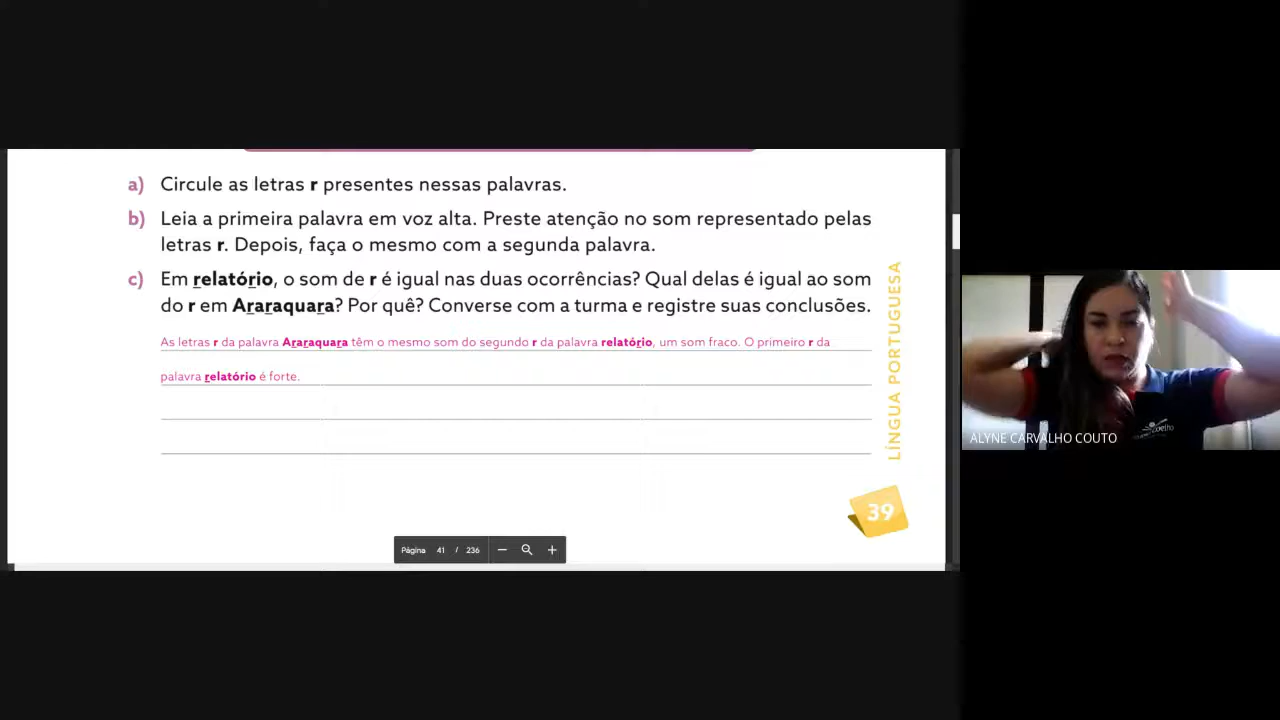 a) Circule as letras r presentes nessas palavras.
b) Leia a primeira palavra em voz alta. Preste atenção no som representado pelas
letras r. Depois, faça o mesmo com a segunda palavra.
c) Em relatório, o som de r é igual nas duas ocorrências? Qual delas é igual ao som
do r em Araraquara? Por quê? Converse com a turma e registre suas conclusões.
As letras r da palavra Araraquara têm o mesmo som do segundo r da palavra relatório, um som fraco. O primeiro r da
palavra relatório é forte.
LÍNGUA PORTUGUESA
39
Página 41 / 236
ALYNE CARVALHO COUTO